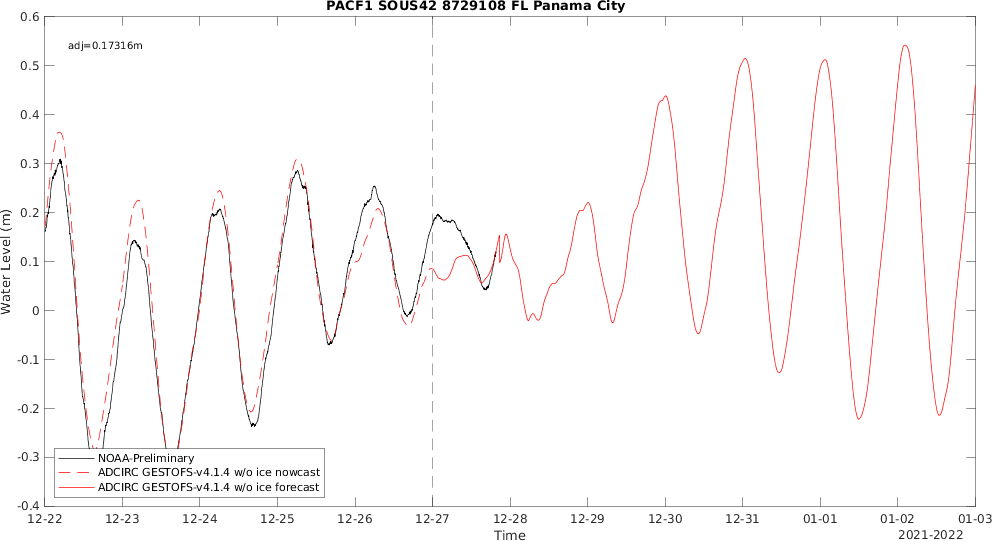 PACF1 SOUS42 8729108 FL Panama City
adj=0.17316m
Water Level (m)
0.6
0.5
0.4
0.3
0.2
0.1
0
-0.1
-0.2
-0.3
-0.4
NOAA-Preliminary
ADCIRC GESTOFS-v4.1.4 w/o ice nowcast
ADCIRC GESTOFS-v4.1.4 w/o ice forecast
12-22 12-23 12-24 12-25 12-26 12-27 12-28 12-29 12-30 12-31 01-01 01-02 01-03
Time
2021-2022